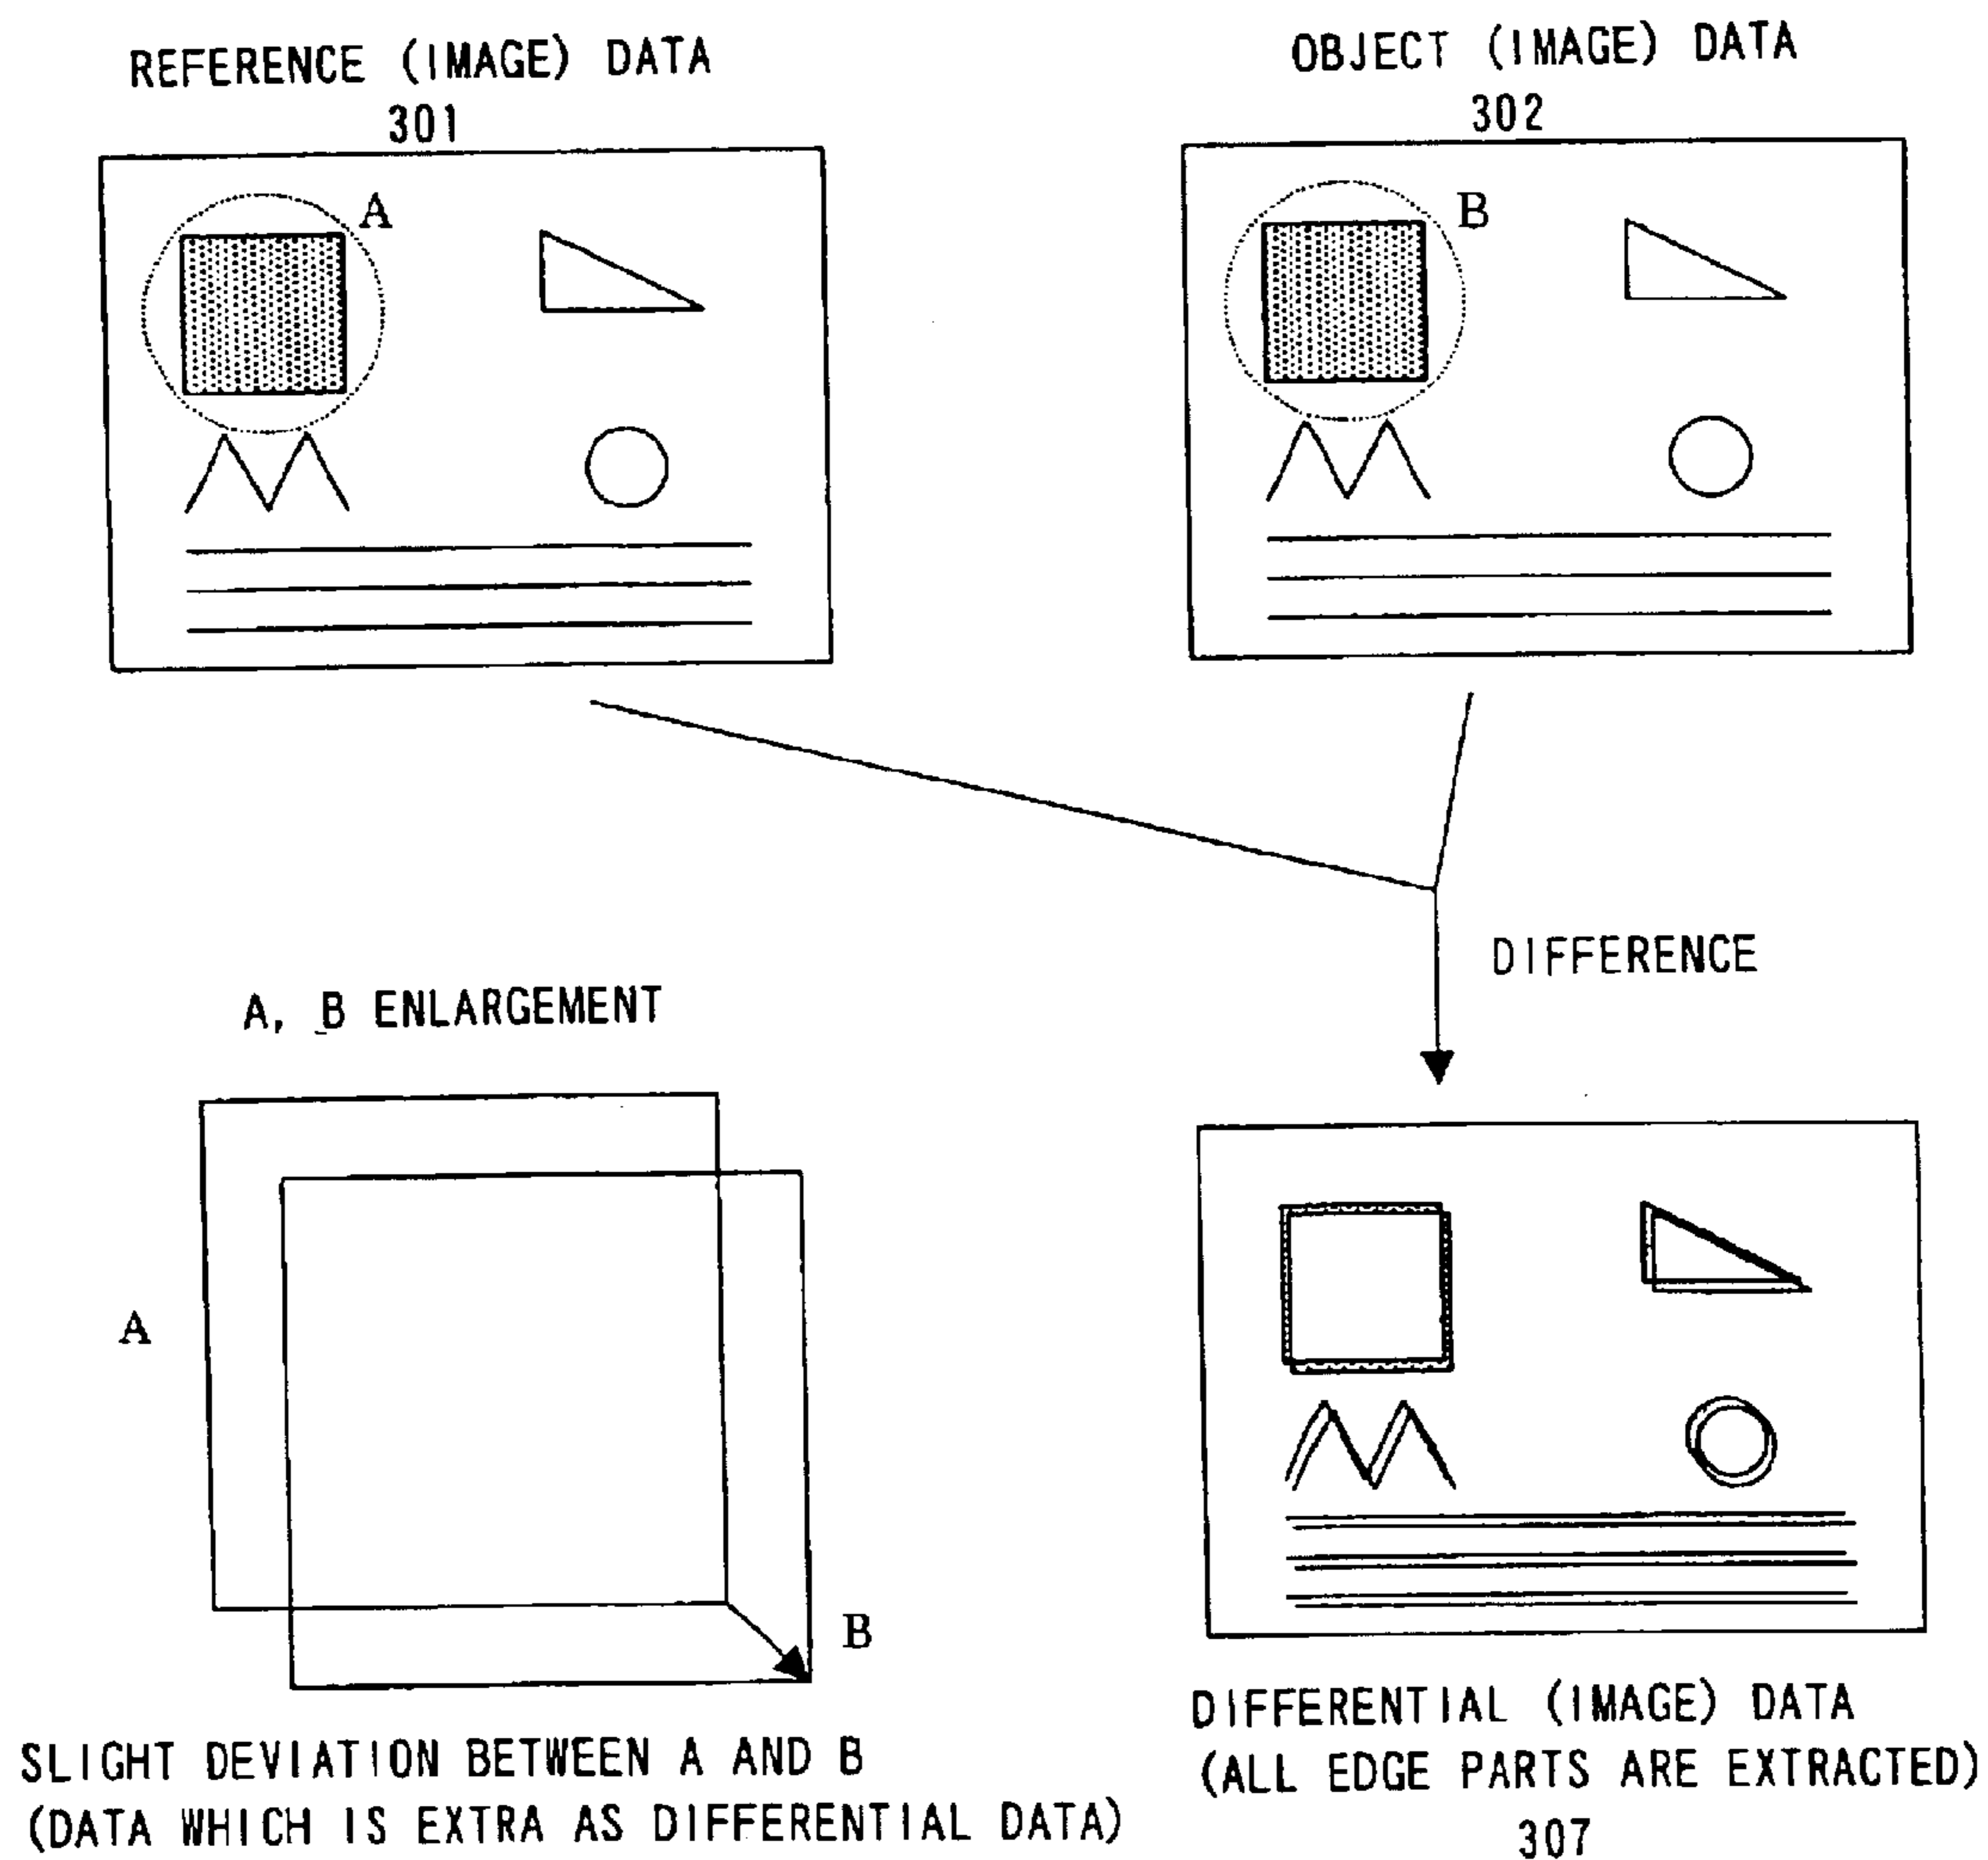 REFERENCE (IMAGE) DATA
301
OBJECT (IMAGE) DATA
302
A
B
DIFFERENCE
A, B ENLARGEMENT
A
B
SLIGHT DEVIATION BETWEEN A AND B
(DATA WHICH IS EXTRA AS DIFFERENTIAL DATA)
DIFFERENTIAL (IMAGE) DATA
(ALL EDGE PARTS ARE EXTRACTED)
307